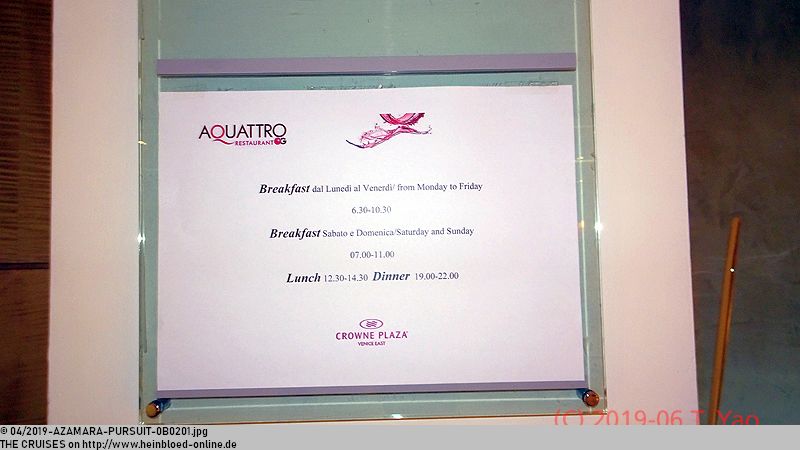 AQUATTRO
RESTAURANT
Breakfast dal Lunedì al Venerdì/ from Monday to Friday
6.30-10.30
Breakfast Sabato e Domenica/Saturday and Sunday
07.00-11.00
Lunch 12.30-14.30 Dinner 19.00-22.00
CROWNE PLAZA
VENICE EAST
(C) 2019-06 T. Yao
© 04/2019-AZAMARA-PURSUIT-0B0201.jpg
THE CRUISES on http://www.heinbloed-online.de